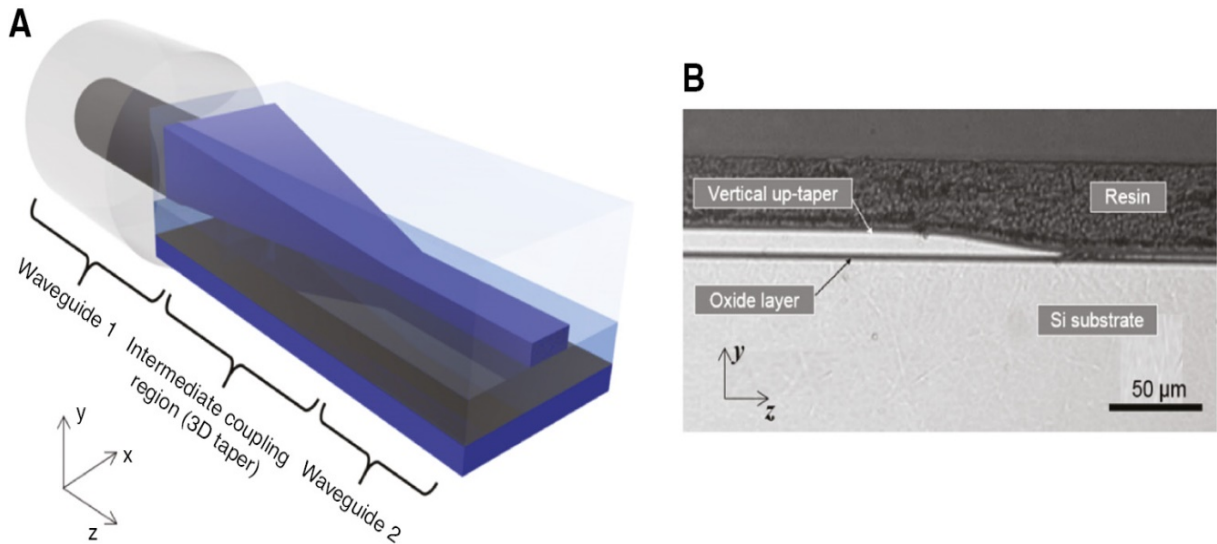 A
Waveguide 1
Intermediate coupling
region (3D taper)
Waveguide 2
y
x
z
B
Vertical up-taper
Resin
Oxide layer
Si substrate
y
z
50 μm